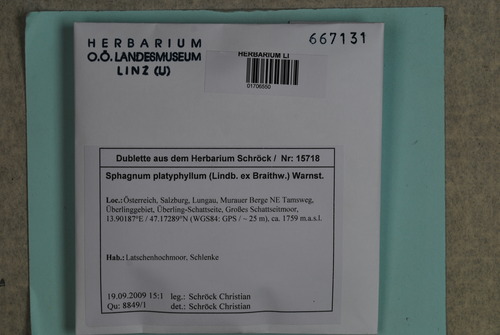 HERBARIUM
O.Ö. LANDESMUSEUM
LINZ (U)
HERBARIUM LI
01706550
667131
Dublette aus dem Herbarium Schröck / Nr: 15718
Sphagnum platyphyllum (Lindb. ex Braithw.) Warnst.
Loc.: Österreich, Salzburg, Lungau, Murauer Berge NE Tamsweg,
Überlinggebiet, Überling-Schattseite, Großes Schattseitmoor,
13.90187°E / 47.17289°N (WGS84: GPS / ~ 25 m), ca. 1759 m.a.s.l.
Hab.: Latschenhochmoor, Schlenke
19.09.2009 15:1 leg.: Schröck Christian
Qu: 8849/1 det.: Schröck Christian